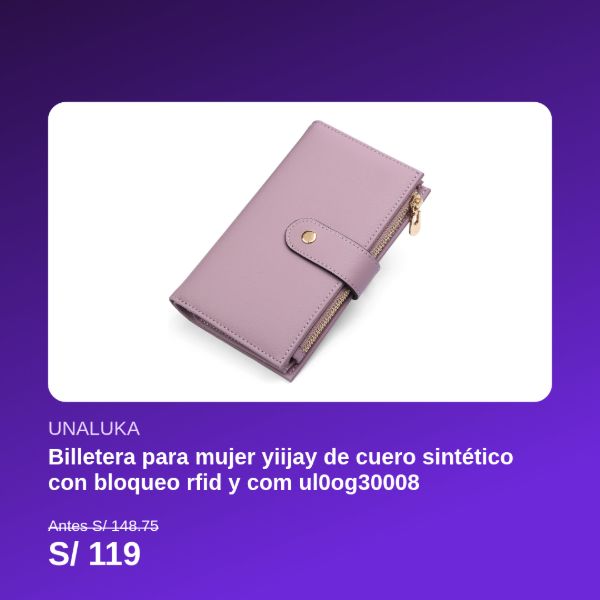 UNALUKA
Billetera para mujer yiijay de cuero sintético
con bloqueo rfid y com ul0og30008
Antes S/ 148.75
S/ 119